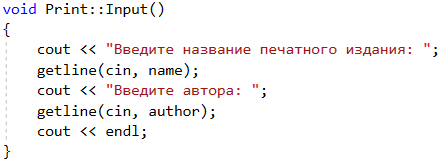 void Print::Input()
{
    cout << "Введите название печатного издания: ";
    getline(cin, name);
    cout << "Введите автора: ";
    getline(cin, author);
    cout << endl;
}